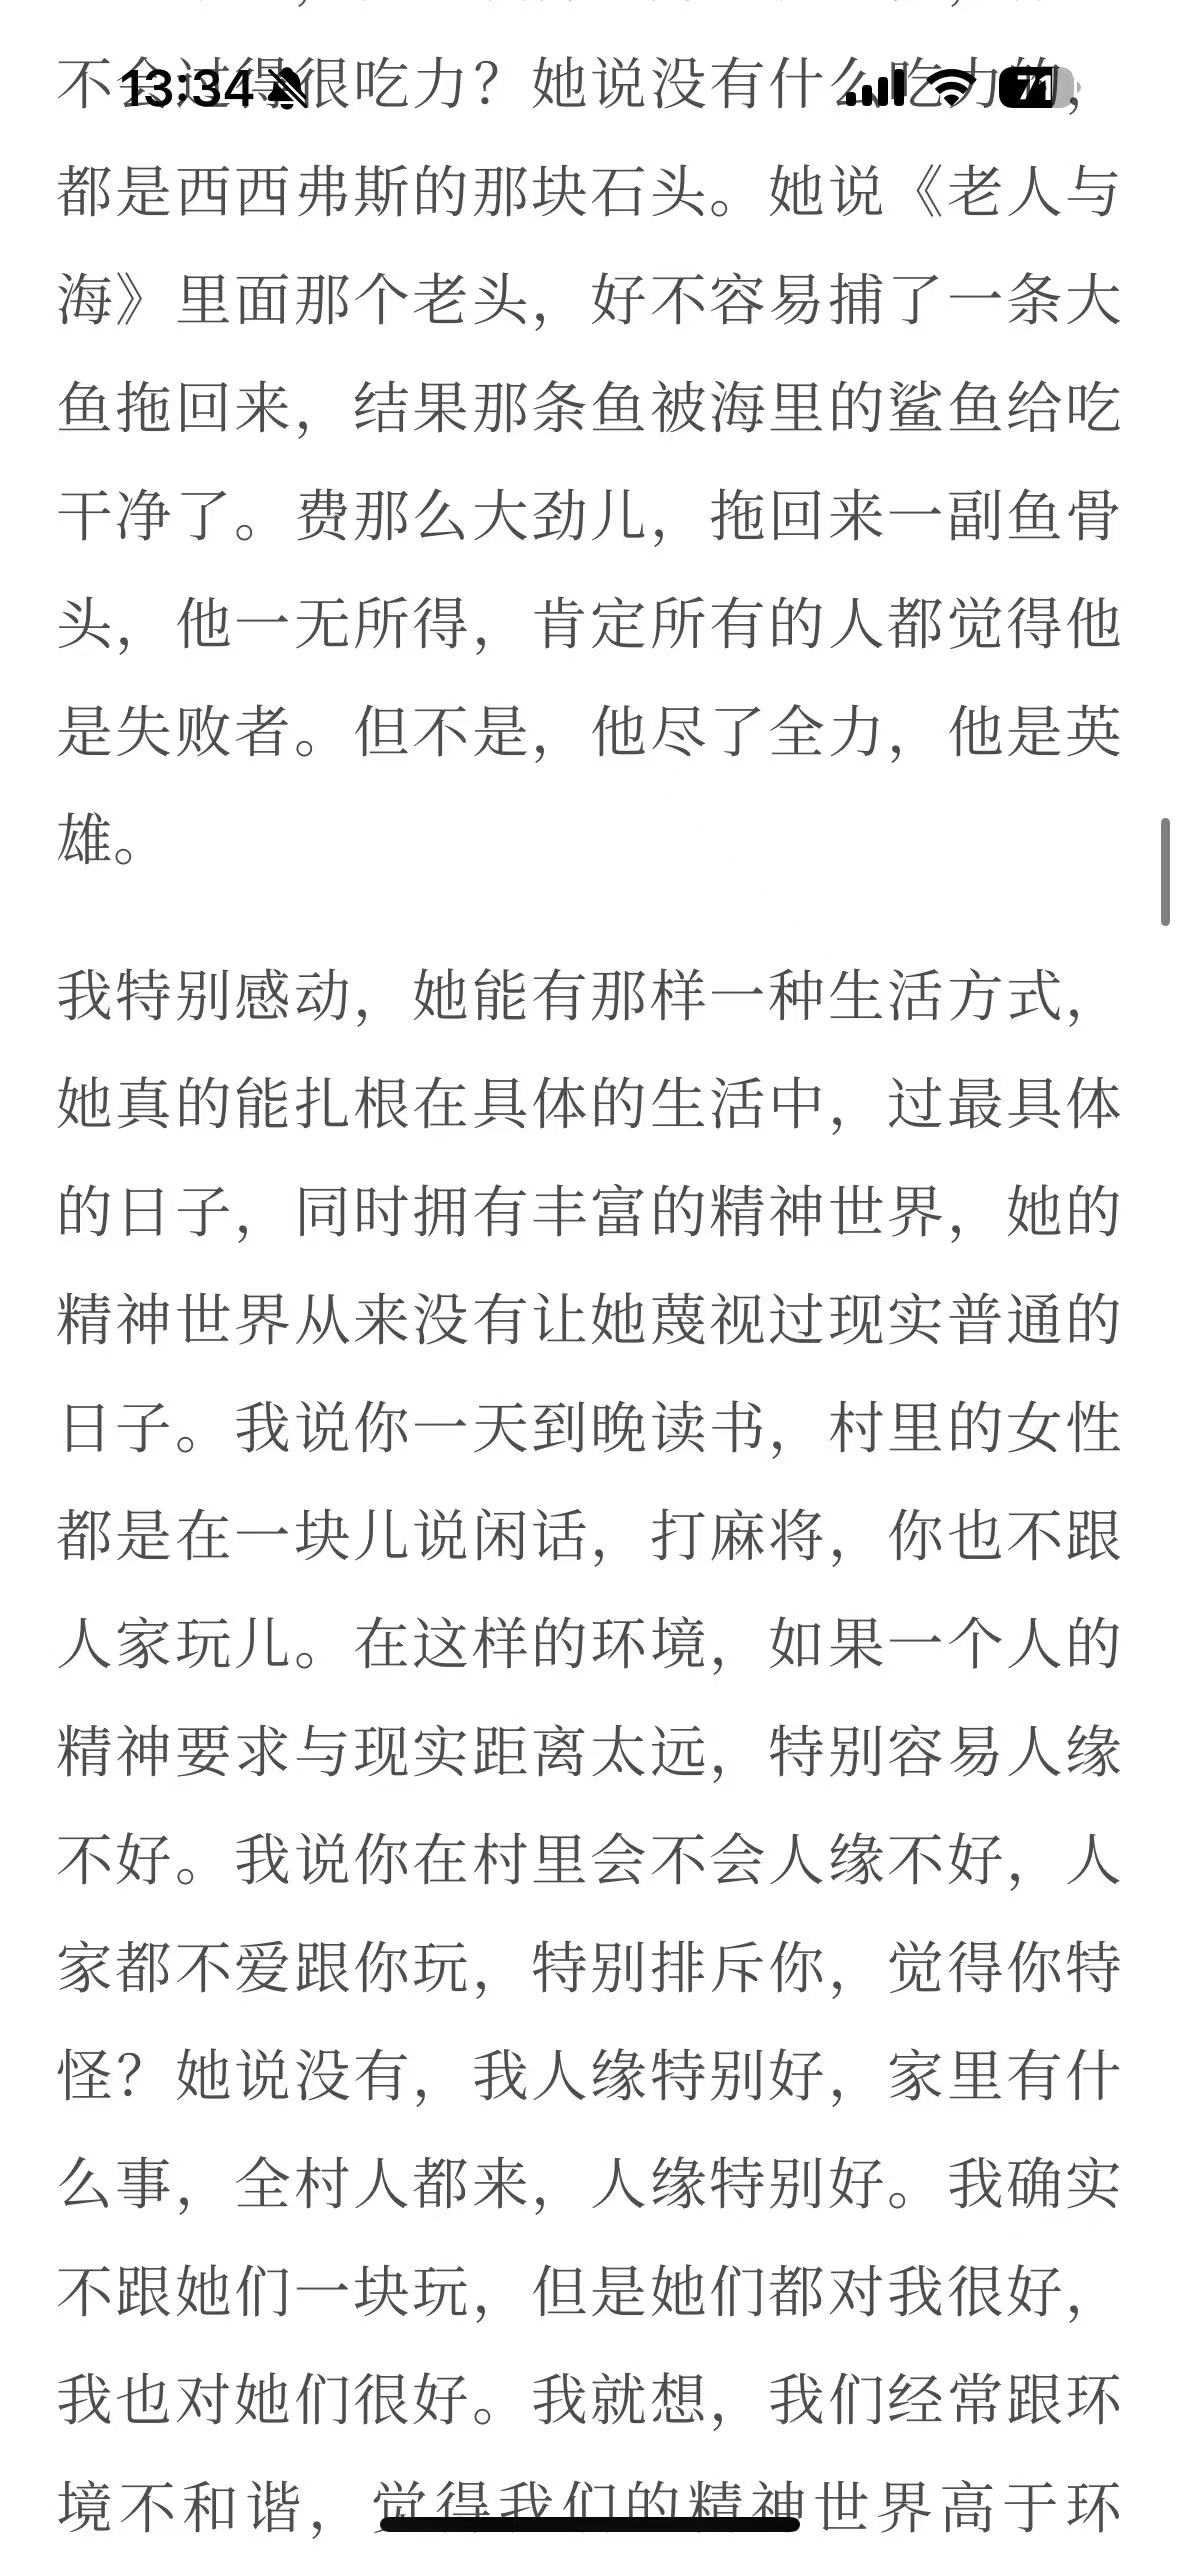 13:34
71
不会过得很吃力？她说没有什么吃力的，
都是西西弗斯的那块石头。她说《老人与
海》里面那个老头，好不容易捕了一条大
鱼拖回来，结果那条鱼被海里的鲨鱼给吃
干净了。费那么大劲儿，拖回来一副鱼骨
头，他一无所得，肯定所有的人都觉得他
是失败者。但不是，他尽了全力，他是英
雄。
我特别感动，她能有那样一种生活方式，
她真的能扎根在具体的生活中，过最具体
的日子，同时拥有丰富的精神世界，她的
精神世界从来没有让她蔑视过现实普通的
日子。我说你一天到晚读书，村里的女性
都是在一块儿说闲话，打麻将，你也不跟
人家玩儿。在这样的环境，如果一个人的
精神要求与现实距离太远，特别容易人缘
不好。我说你在村里会不会人缘不好，人
家都不爱跟你玩，特别排斥你，觉得你特
怪？她说没有，我人缘特别好，家里有什
么事，全村人都来，人缘特别好。我确实
不跟她们一块玩，但是她们都对我很好，
我也对她们很好。我就想，我们经常跟环
境不和谐，觉得我们的精神世界高于环